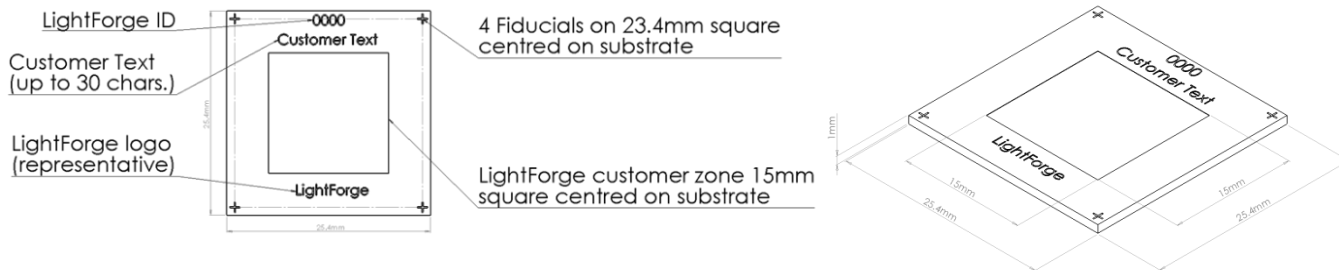 LightForge ID
0000
Customer Text
Customer Text
(up to 30 chars.)
LightForge logo
(representative)
LightForge
25.4mm
25.4mm
4 Fiducials on 23.4mm square
centred on substrate
LightForge customer zone 15mm
square centred on substrate
0000
Customer Text
LightForge
1mm
15mm
25.4mm
15mm
25.4mm